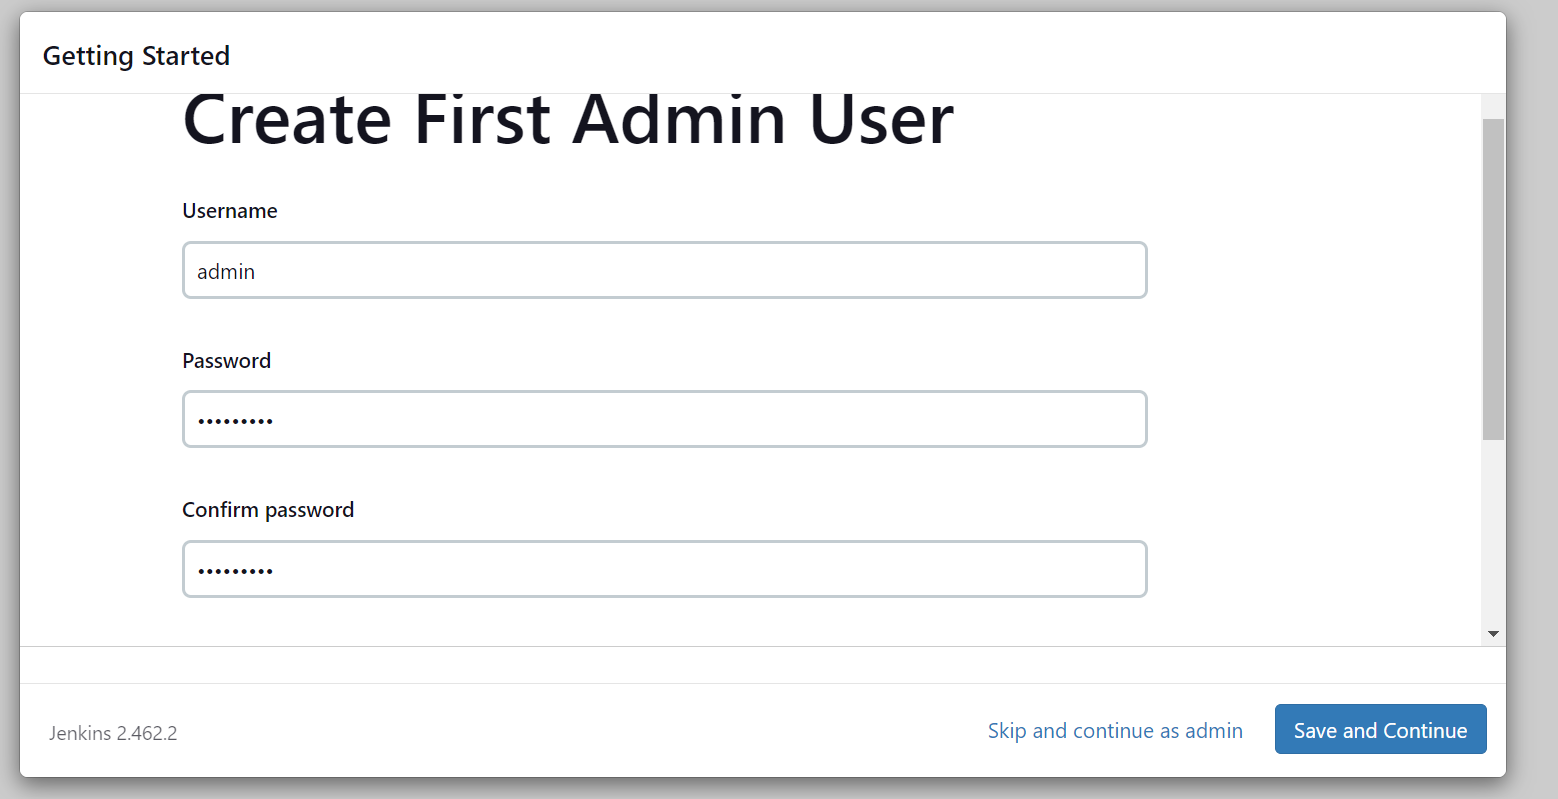 Getting Started
Create First Admin User
Username
admin
Password
•••••••••
Confirm password
•••••••••
Jenkins 2.462.2
Skip and continue as admin
Save and Continue